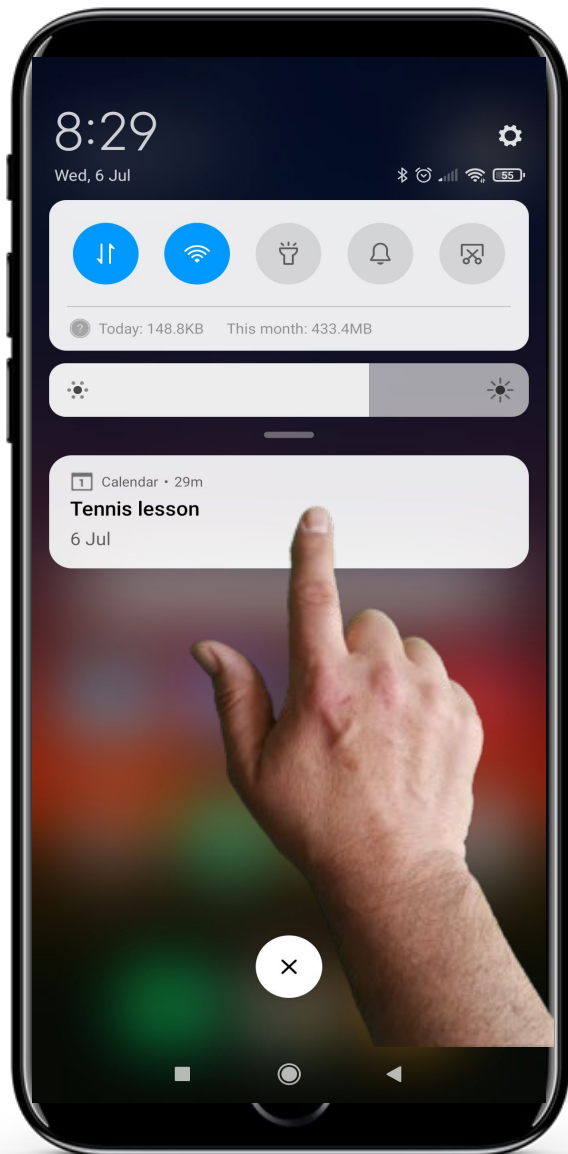 8:29
Wed, 6 Jul
55
? Today: 148.8KB This month: 433.4MB
1 Calendar • 29m
Tennis lesson
6 Jul